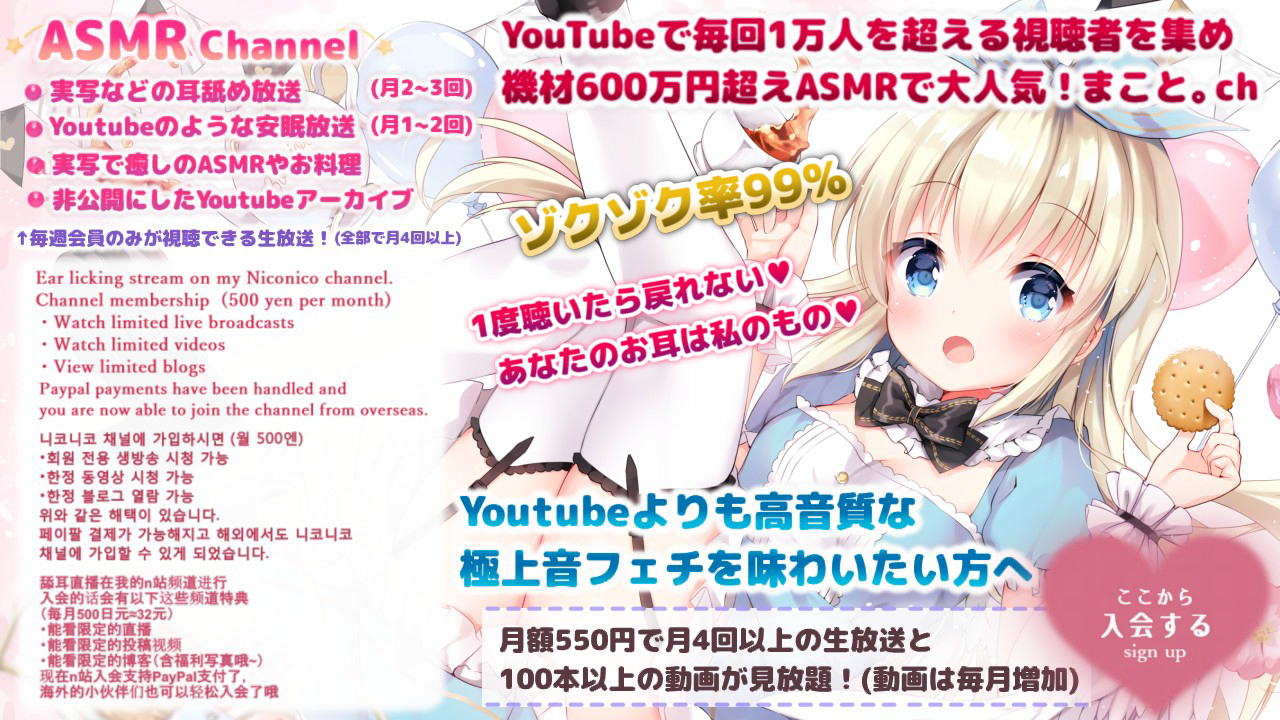 ASMR Channel
実写などの耳舐め放送 (月2~3回)
Youtubeのような安眠放送 (月1~2回)
実写で癒しのASMRやお料理
非公開にしたYoutubeアーカイブ
↑毎週会員のみが視聴できる生放送！(全部で月4回以上)
Ear licking stream on my Niconico channel.
Channel membership（500 yen per month）
・Watch limited live broadcasts
・Watch limited videos
・View limited blogs
Paypal payments have been handled and
you are now able to join the channel from overseas.
니코니코 채널에 가입하시면 (월 500엔)
•회원 전용 생방송 시청 가능
•한정 동영상 시청 가능
•한정 블로그 열람 가능
위와 같은 해택이 있습니다.
페이팔 결제가 가능해지고 해외에서도 니코니코
채널에 가입할 수 있게 되었습니다.
舔耳直播在我的n站频道进行
入会的话会有以下这些频道特典
（每月500日元≈32元）
•能看限定的直播
•能看限定的投稿视频
•能看限定的博客（含福利写真哦~）
现在n站入会支持PayPal支付了,
海外的小伙伴们也可以轻松入会了哦
YouTubeで毎回1万人を超える視聴者を集め
機材600万円超えASMRで大人気！まこと。ch
ゾクゾク率99%
1度聴いたら戻れない♥
あなたのお耳は私のもの♥
Youtubeよりも高音質な
極上音フェチを味わいたい方へ
月額550円で月4回以上の生放送と
100本以上の動画が見放題！(動画は毎月増加)
ここから
入会する
sign up